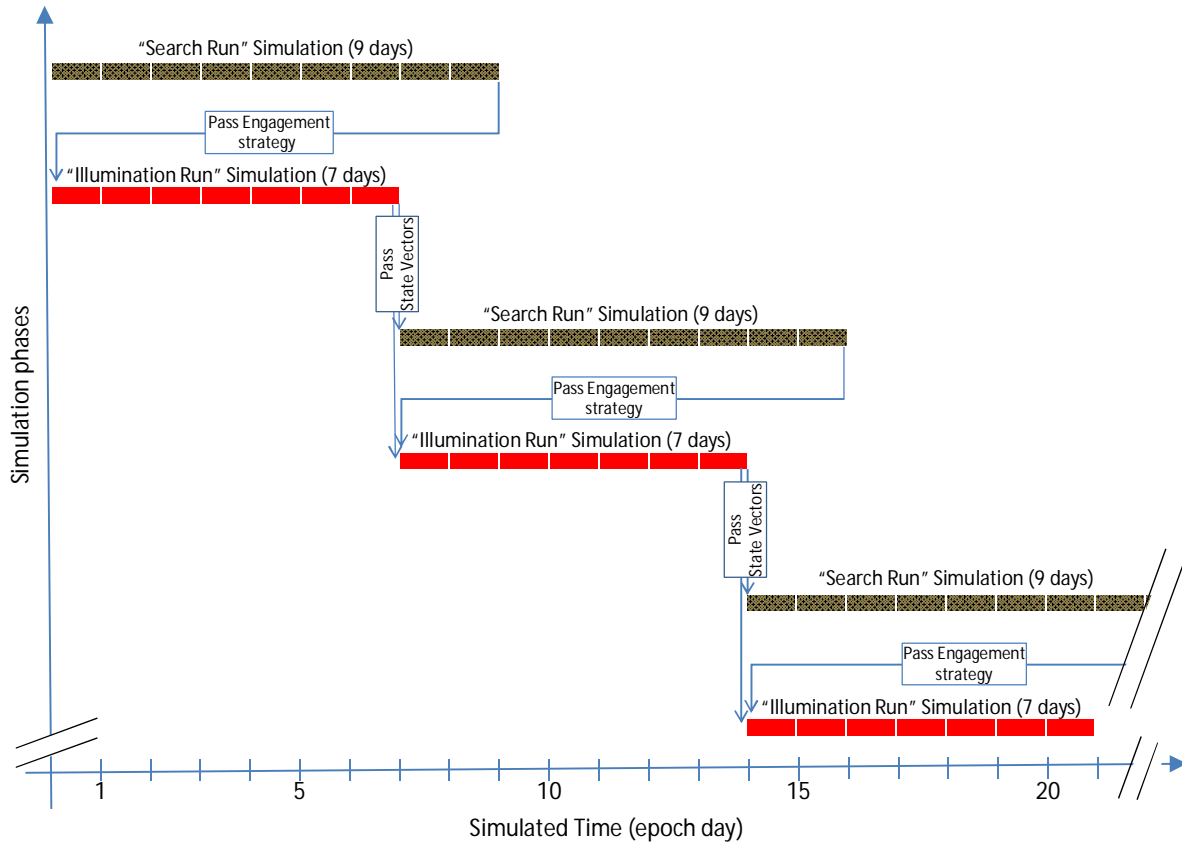 “Search Run” Simulation (9 days)
Pass Engagement
strategy
“Illumination Run” Simulation (7 days)
Pass
State Vectors
“Search Run” Simulation (9 days)
Pass Engagement
strategy
“Illumination Run” Simulation (7 days)
Pass
State Vectors
“Search Run” Simulation (9 days)
Pass Engagement
strategy
“Illumination Run” Simulation (7 days)
Simulation phases
1 5 10 15 20
Simulated Time (epoch day)